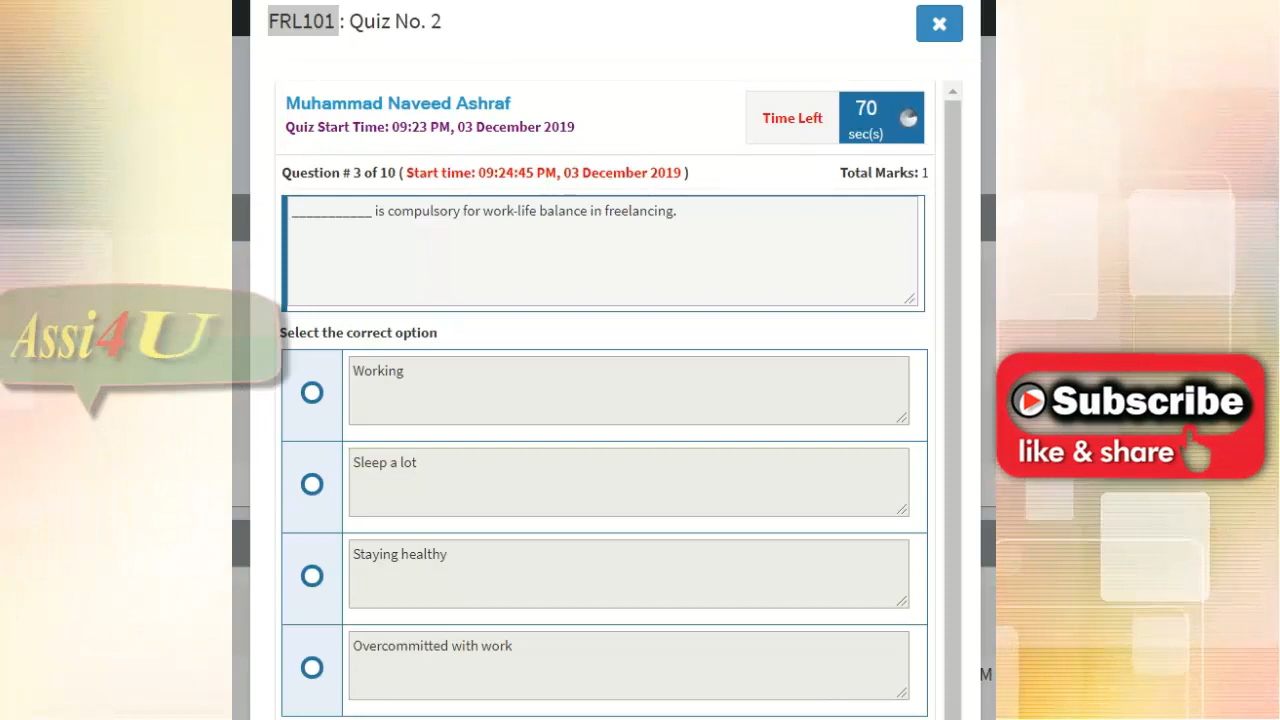 FRL101 : Quiz No. 2
Muhammad Naveed Ashraf
Quiz Start Time: 09:23 PM, 03 December 2019
Time Left
70
sec(s)
Question # 3 of 10 ( Start time: 09:24:45 PM, 03 December 2019 )
Total Marks: 1
___________ is compulsory for work-life balance in freelancing.
Select the correct option
Working
Sleep a lot
Staying healthy
Overcommitted with work
Assi4U
Subscribe
like & share
M